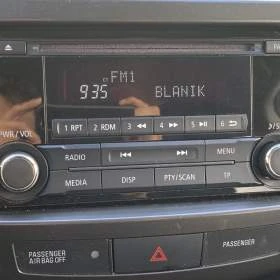 FM1
935 BLANIK
1 RPT 2 RDM 3 4 5 6
PWR / VOL
RADIO MENU
MEDIA DISP PTY/SCAN TP
PASSENGER
AIR BAG OFF
PASSENGER